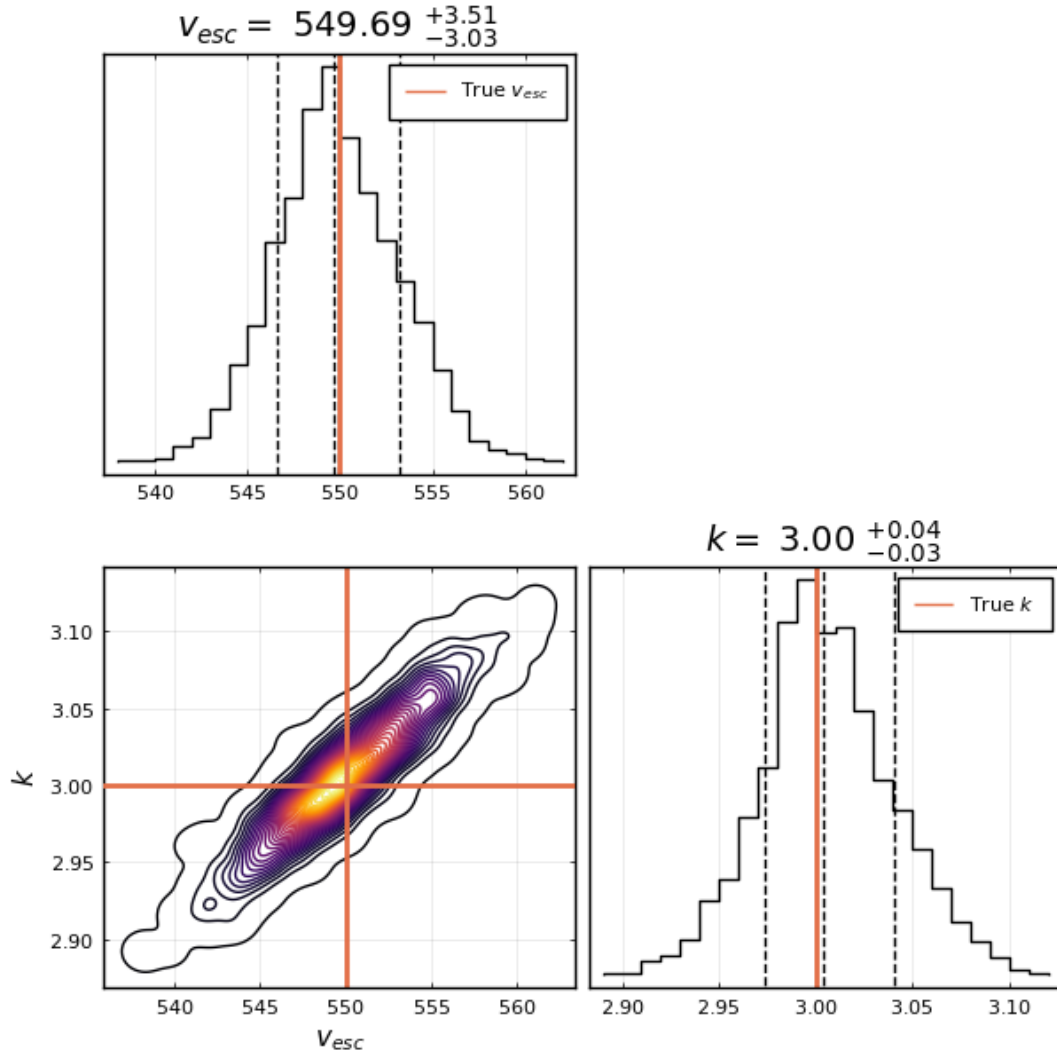 v_esc = 549.69 +3.51 −3.03
True v_esc
540 545 550 555 560
k = 3.00 +0.04 −0.03
True k
3.10
3.05
3.00
2.95
2.90
k
540 545 550 555 560
v_esc
2.90 2.95 3.00 3.05 3.10